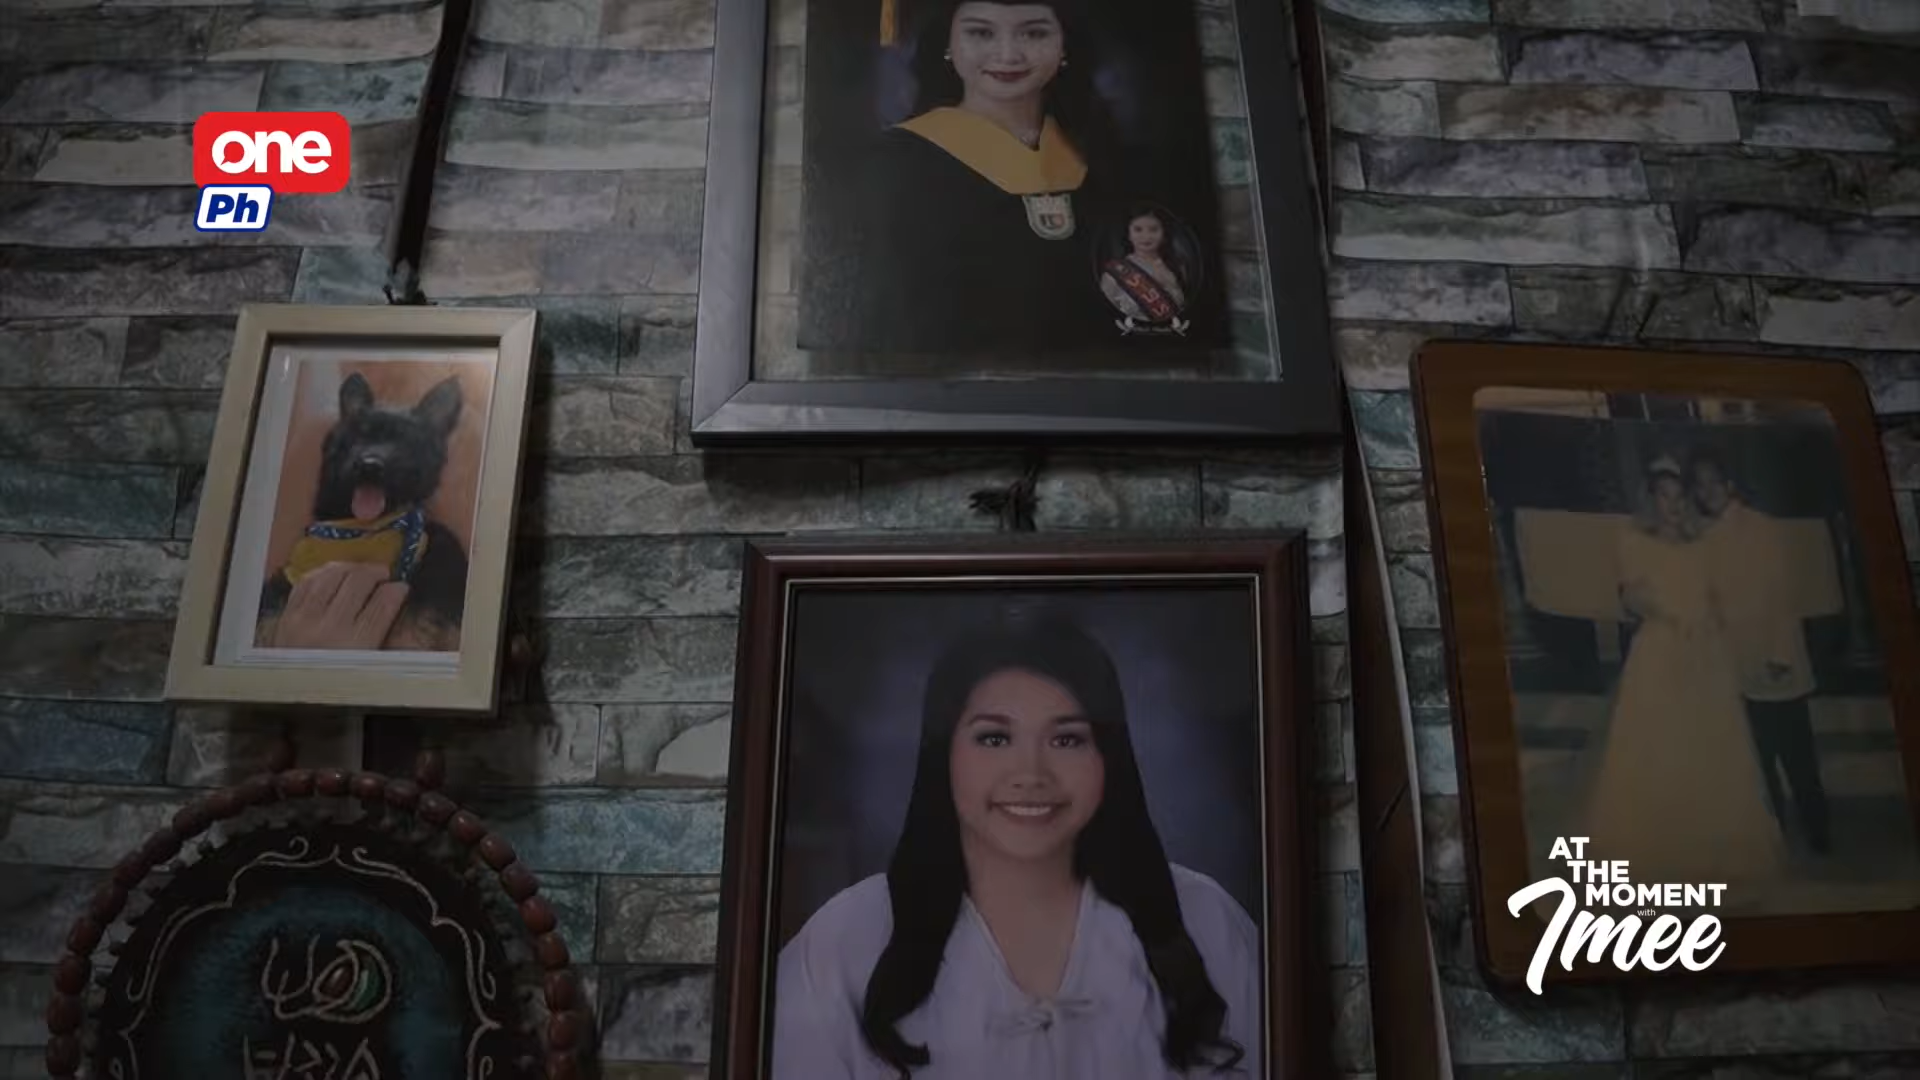 one
Ph
AT
THE
MOMENT
with
Imee